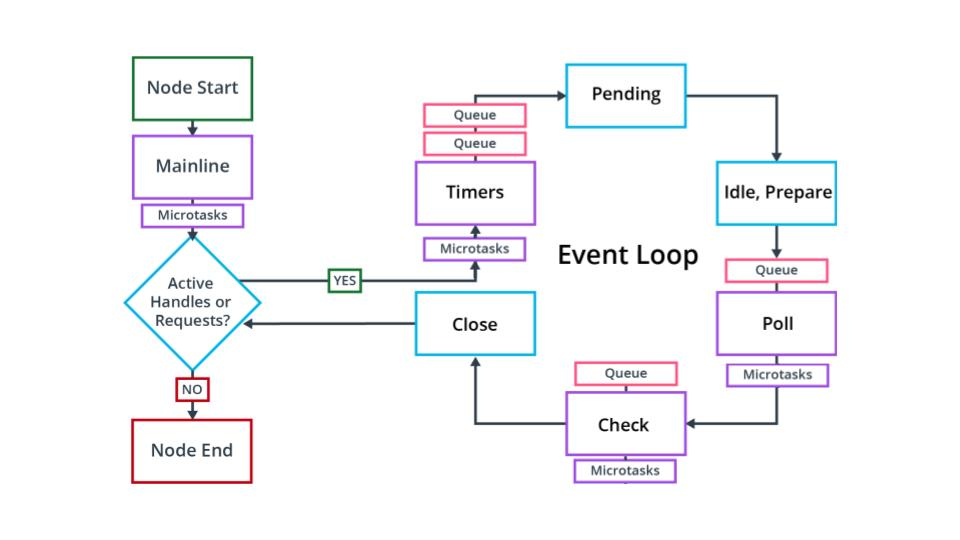 Node Start
Mainline
Microtasks
Active
Handles or
Requests?
YES
NO
Node End
Microtasks
Timers
Queue
Queue
Pending
Idle, Prepare
Queue
Poll
Microtasks
Queue
Check
Microtasks
Close
Event Loop